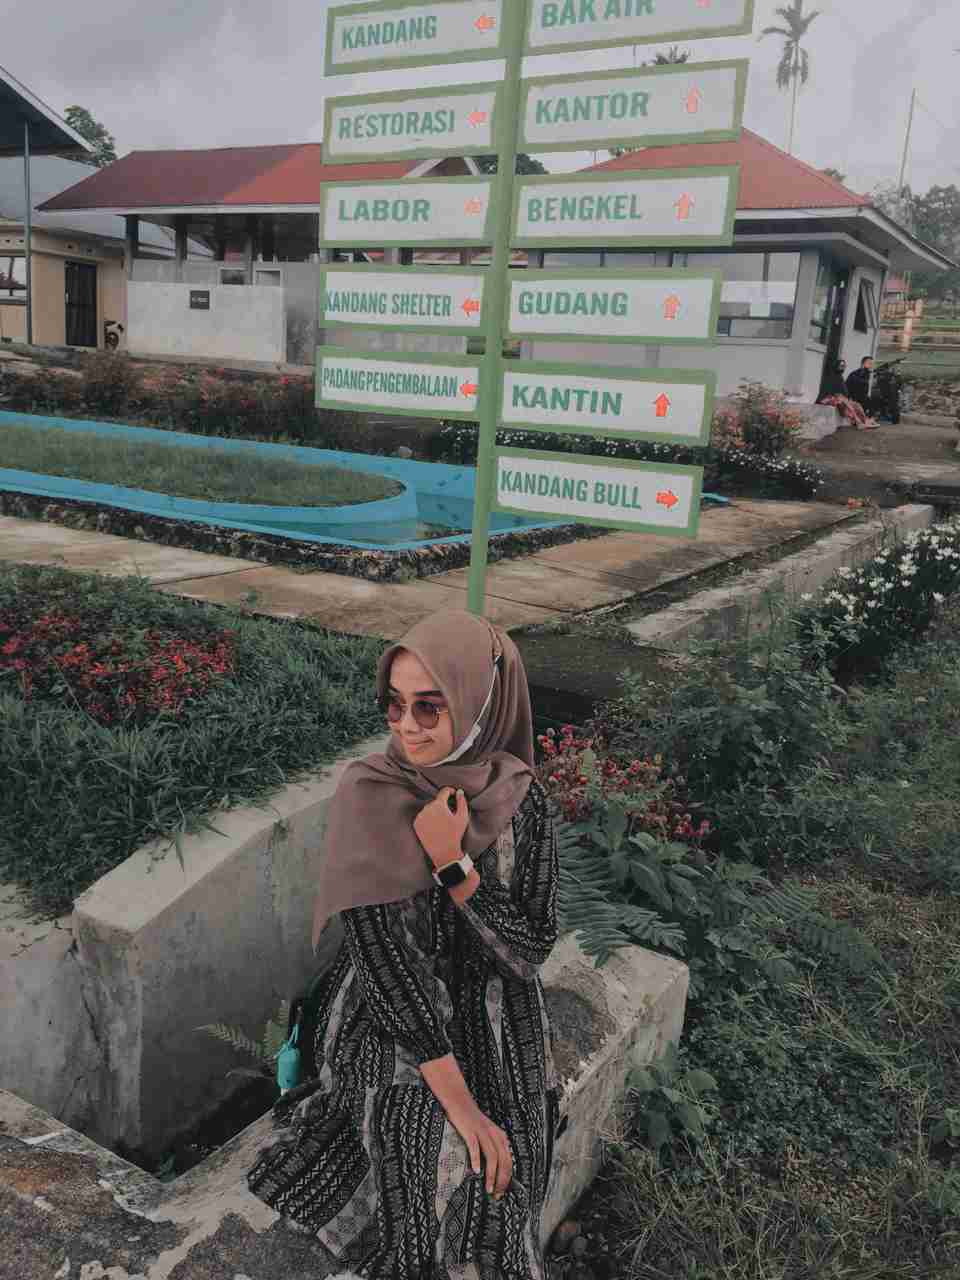 KANDANG
RESTORASI
LABOR
KANDANG SHELTER
PADANG PENGEMBALAAN
BAK AIR
KANTOR
BENGKEL
GUDANG
KANTIN
KANDANG BULL